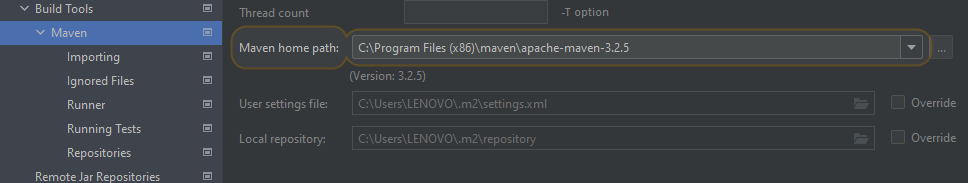 Build Tools
Thread count
-T option
Maven
Maven home path:
C:\Program Files (x86)\maven\apache-maven-3.2.5
...
Importing
(Version: 3.2.5)
Ignored Files
Runner
User settings file:
C:\Users\LENOVO\.m2\settings.xml
Override
Running Tests
Local repository:
C:\Users\LENOVO\.m2\repository
Override
Repositories
Remote Jar Repositories